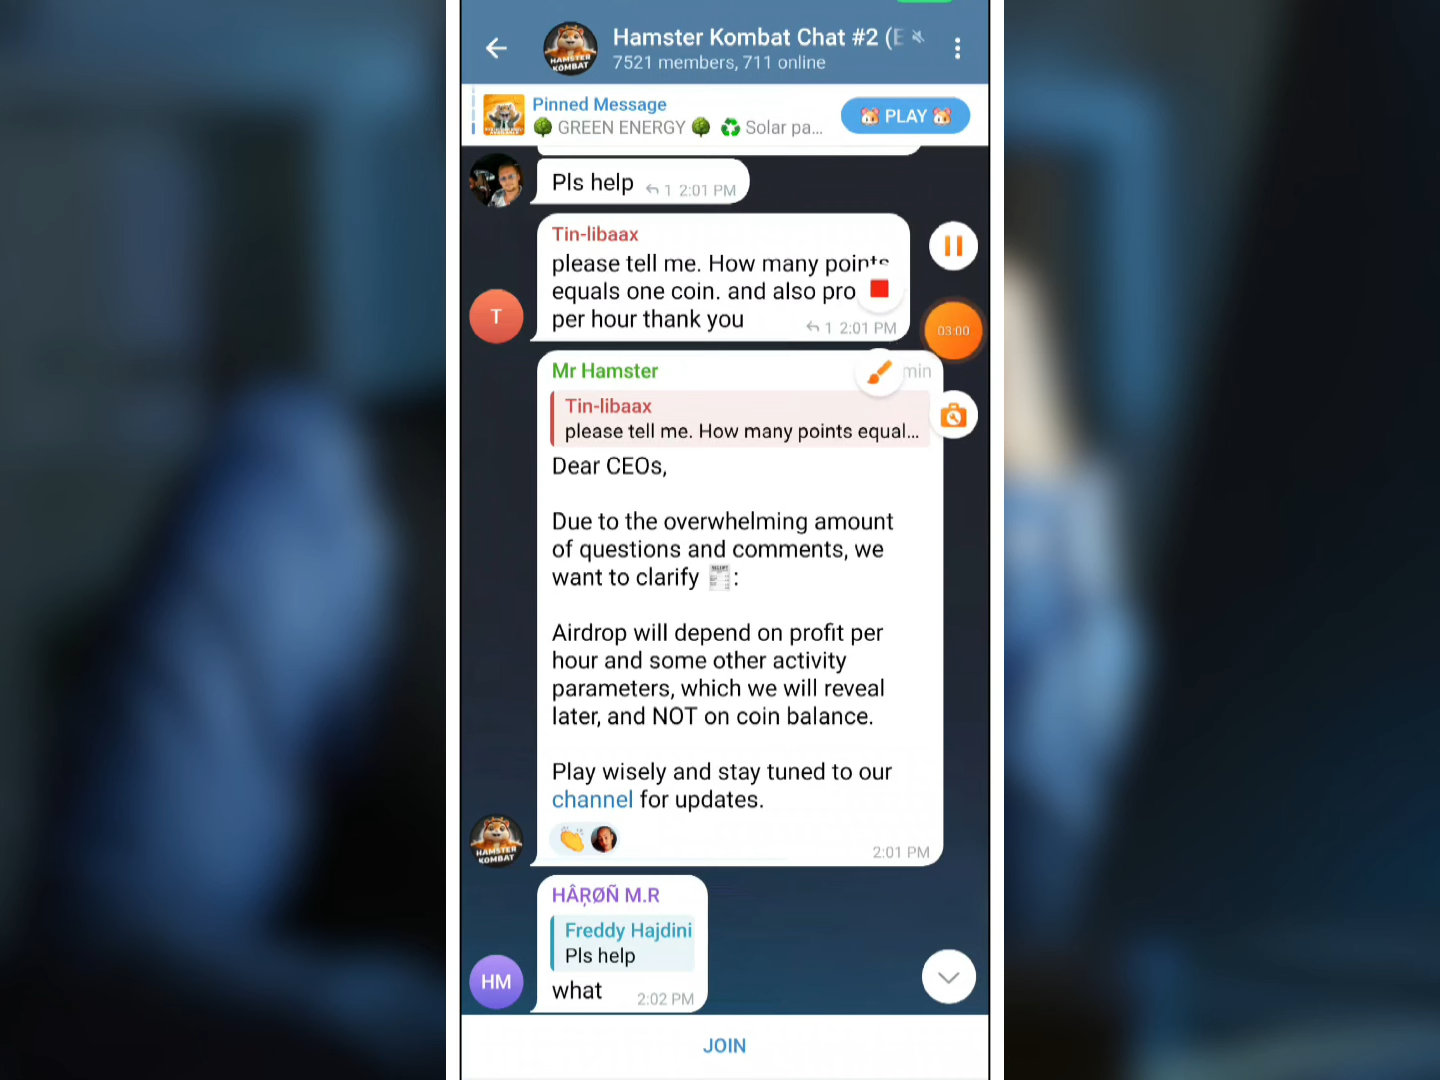 Hamster Kombat Chat #2 (E
7521 members, 711 online
HAMSTER
KOMBAT
Pinned Message
GREEN ENERGY Solar pa...
PLAY
Pls help 1 2:01 PM
Tin-libaax
please tell me. How many points
equals one coin. and also pro
per hour thank you
1 2:01 PM
T
03:00
Mr Hamster
min
Tin-libaax
please tell me. How many points equal...
Dear CEOs,
Due to the overwhelming amount
of questions and comments, we
want to clarify :
Airdrop will depend on profit per
hour and some other activity
parameters, which we will reveal
later, and NOT on coin balance.
Play wisely and stay tuned to our
channel for updates.
2:01 PM
HAMSTER
KOMBAT
HÂṚØÑ M.R
Freddy Hajdini
Pls help
what 2:02 PM
HM
JOIN